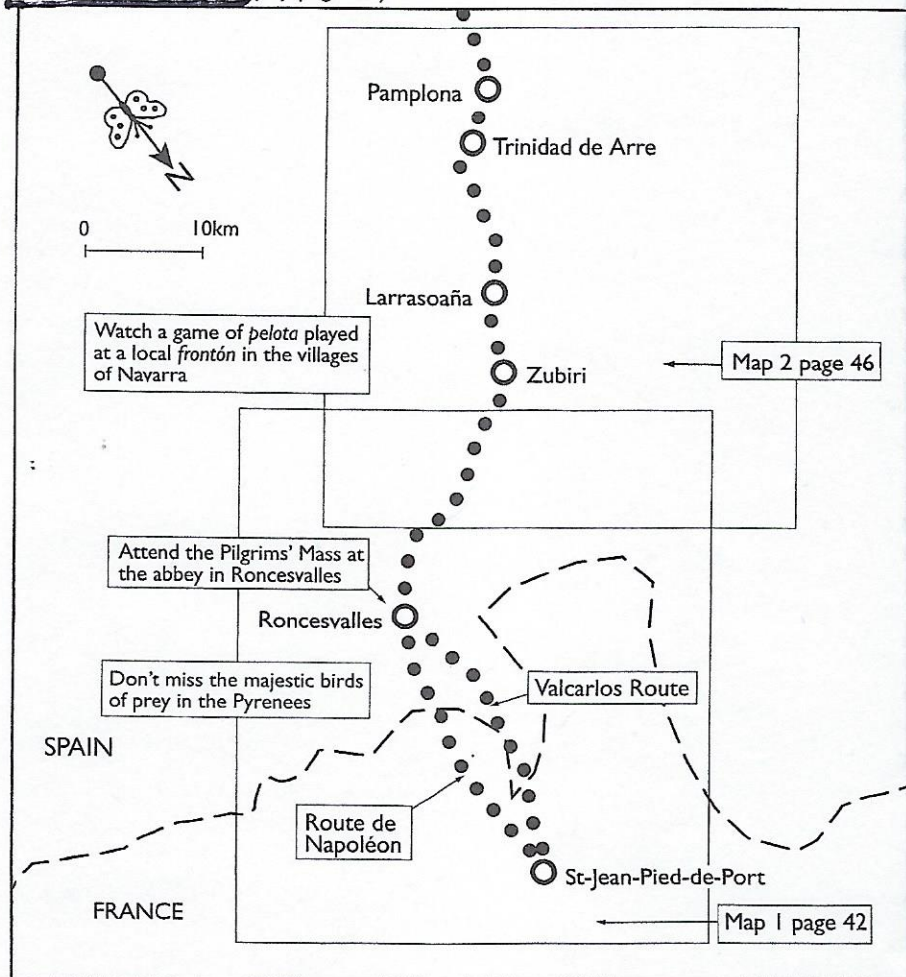 Pamplona
Trinidad de Arre
N
0 10km
Larrasoaña
Watch a game of pelota played
at a local frontón in the villages
of Navarra
Map 2 page 46
Zubiri
Attend the Pilgrims' Mass at
the abbey in Roncesvalles
Roncesvalles
Don't miss the majestic birds
of prey in the Pyrenees
Valcarlos Route
SPAIN
Route de
Napoléon
St-Jean-Pied-de-Port
FRANCE
Map 1 page 42